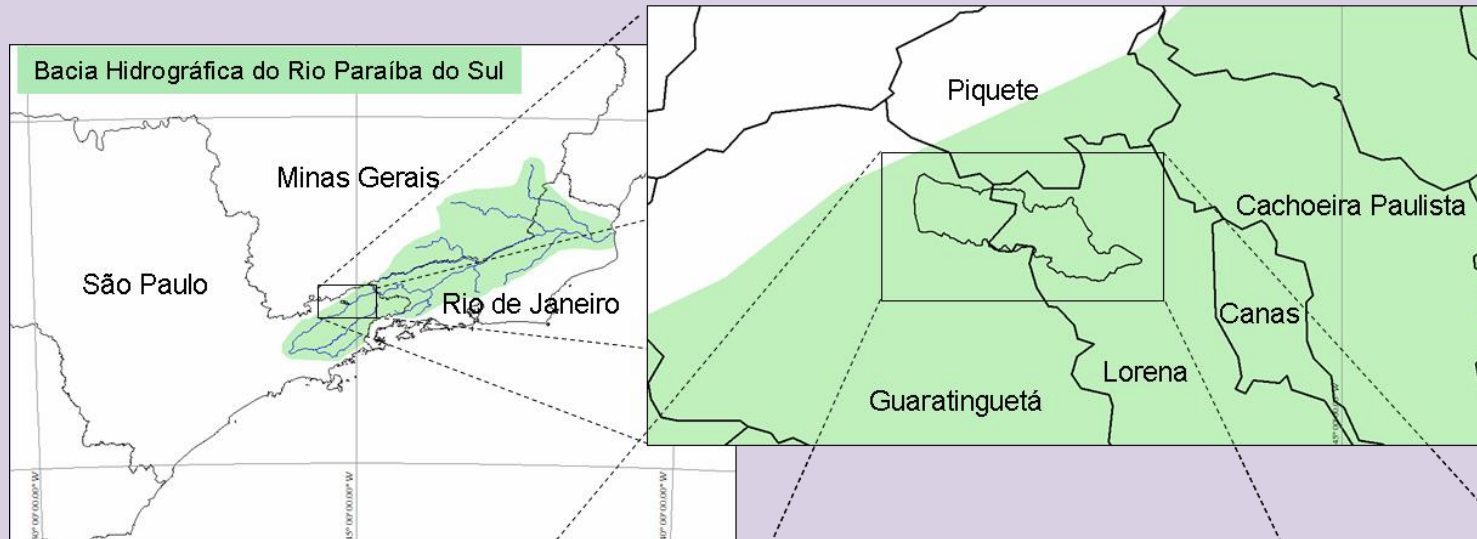 Bacia Hidrográfica do Rio Paraíba do Sul
Minas Gerais
São Paulo
Rio de Janeiro
Piquete
Cachoeira Paulista
Canas
Lorena
Guaratinguetá